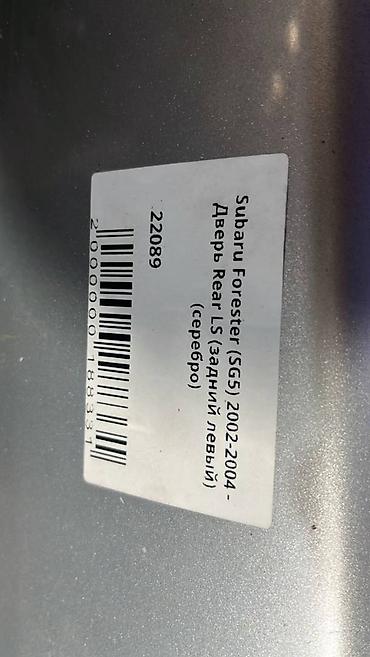 Subaru Forester (SG5) 2002-2004 -
Дверь Rear LS (задний левый)
(серебро)
22089
2000000188331